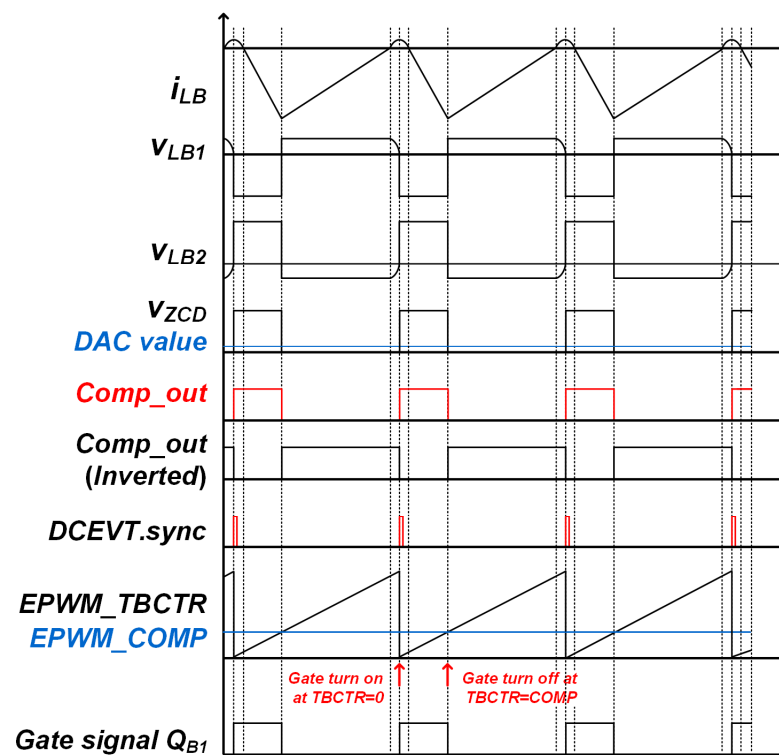 iLB
vLB1
vLB2
vZCD
DAC value
Comp_out
Comp_out
(Inverted)
DCEVT.sync
EPWM_TBCTR
EPWM_COMP
Gate turn on
at TBCTR=0
Gate turn off at
TBCTR=COMP
Gate signal QB1